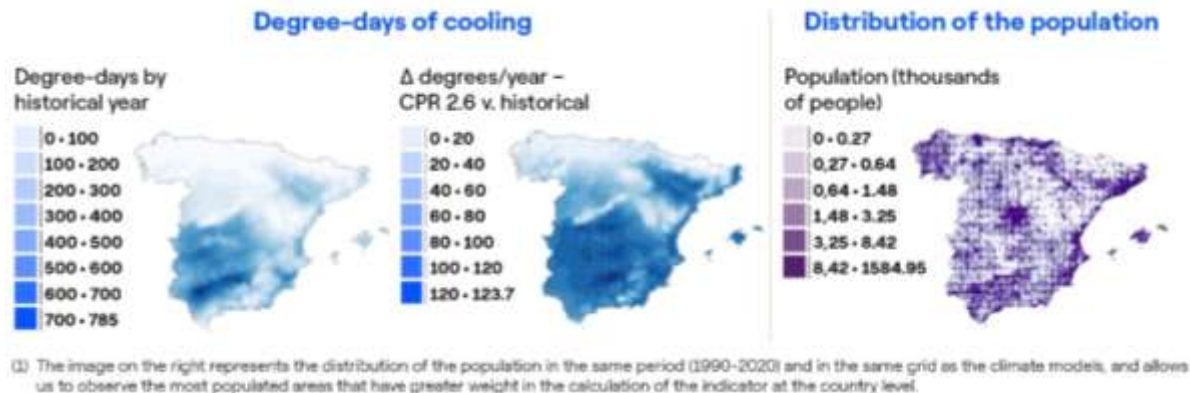 Degree-days of cooling
Distribution of the population
Degree-days by
historical year
0 • 100
100 • 200
200 • 300
300 • 400
400 • 500
500 • 600
600 • 700
700 • 785
Δ degrees/year –
CPR 2.6 v. historical
0 • 20
20 • 40
40 • 60
60 • 80
80 • 100
100 • 120
120 • 123.7
Population (thousands
of people)
0 • 0.27
0,27 • 0.64
0,64 • 1.48
1,48 • 3.25
3,25 • 8.42
8,42 • 1584.95
(1) The image on the right represents the distribution of the population in the same period (1990-2020) and in the same grid as the climate models, and allows
us to observe the most populated areas that have greater weight in the calculation of the indicator at the country level.